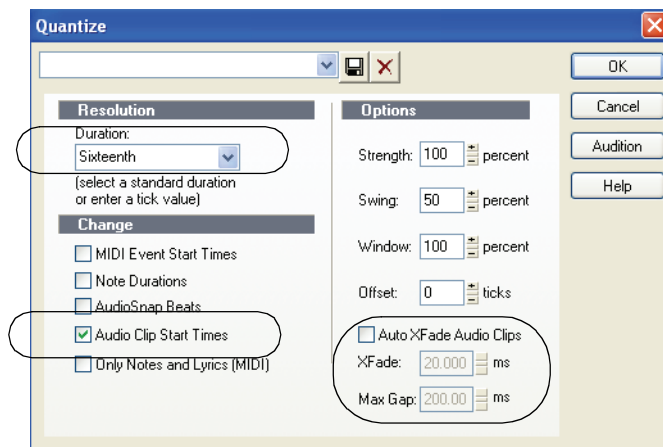 Quantize
OK
Cancel
Audition
Help
Resolution
Duration:
Sixteenth
(select a standard duration
or enter a tick value)
Change
MIDI Event Start Times
Note Durations
AudioSnap Beats
Audio Clip Start Times
Only Notes and Lyrics (MIDI)
Options
Strength: 100 percent
Swing: 50 percent
Window: 100 percent
Offset: 0 ticks
Auto XFade Audio Clips
XFade: 20.000 ms
Max Gap: 200.00 ms